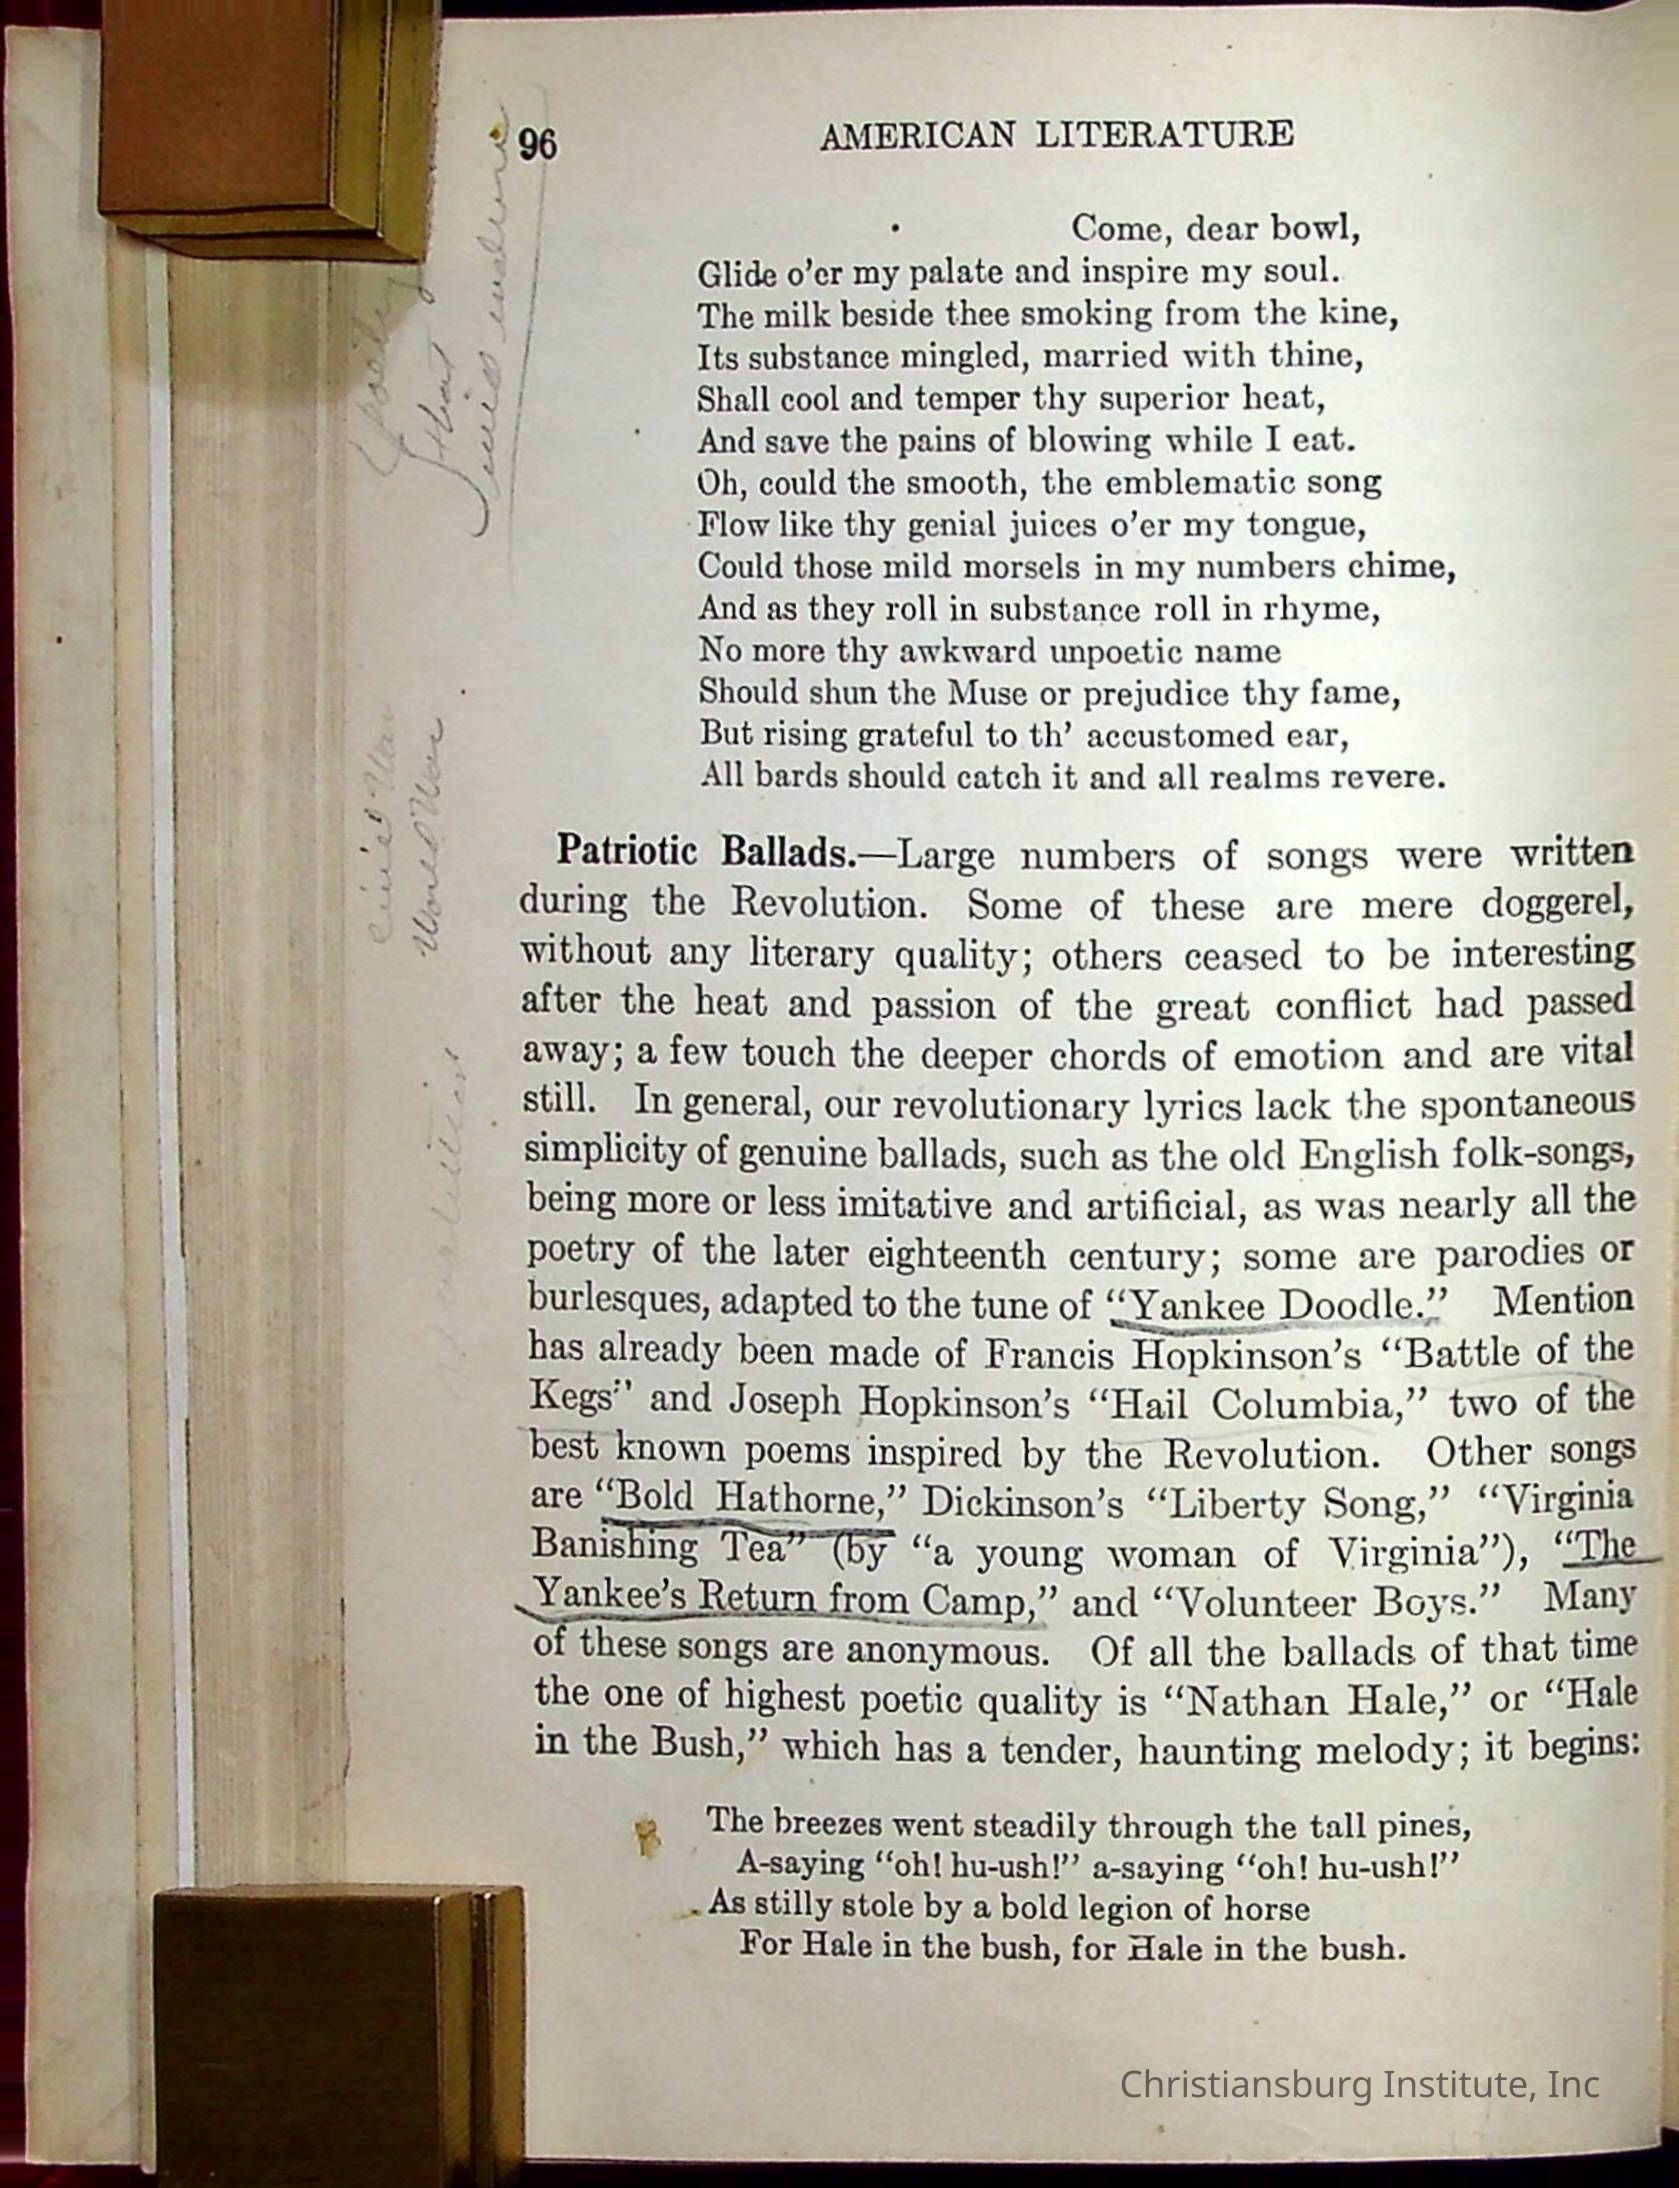 96
AMERICAN LITERATURE
Come, dear bowl,
Glide o'er my palate and inspire my soul.
The milk beside thee smoking from the kine,
Its substance mingled, married with thine,
Shall cool and temper thy superior heat,
And save the pains of blowing while I eat.
Oh, could the smooth, the emblematic song
Flow like thy genial juices o'er my tongue,
Could those mild morsels in my numbers chime,
And as they roll in substance roll in rhyme,
No more thy awkward unpoetic name
Should shun the Muse or prejudice thy fame,
But rising grateful to th' accustomed ear,
All bards should catch it and all realms revere.
Patriotic Ballads.—Large numbers of songs were written
during the Revolution. Some of these are mere doggerel,
without any literary quality; others ceased to be interesting
after the heat and passion of the great conflict had passed
away; a few touch the deeper chords of emotion and are vital
still. In general, our revolutionary lyrics lack the spontaneous
simplicity of genuine ballads, such as the old English folk-songs,
being more or less imitative and artificial, as was nearly all the
poetry of the later eighteenth century; some are parodies or
burlesques, adapted to the tune of "Yankee Doodle." Mention
has already been made of Francis Hopkinson's "Battle of the
Kegs" and Joseph Hopkinson's "Hail Columbia," two of the
best known poems inspired by the Revolution. Other songs
are "Bold Hathorne," Dickinson's "Liberty Song," "Virginia
Banishing Tea" (by "a young woman of Virginia"), "The
Yankee's Return from Camp," and "Volunteer Boys." Many
of these songs are anonymous. Of all the ballads of that time
the one of highest poetic quality is "Nathan Hale," or "Hale
in the Bush," which has a tender, haunting melody; it begins:
The breezes went steadily through the tall pines,
A-saying "oh! hu-ush!" a-saying "oh! hu-ush!"
As stilly stole by a bold legion of horse
For Hale in the bush, for Hale in the bush.
Christiansburg Institute, Inc
poetry
Civil War
World War